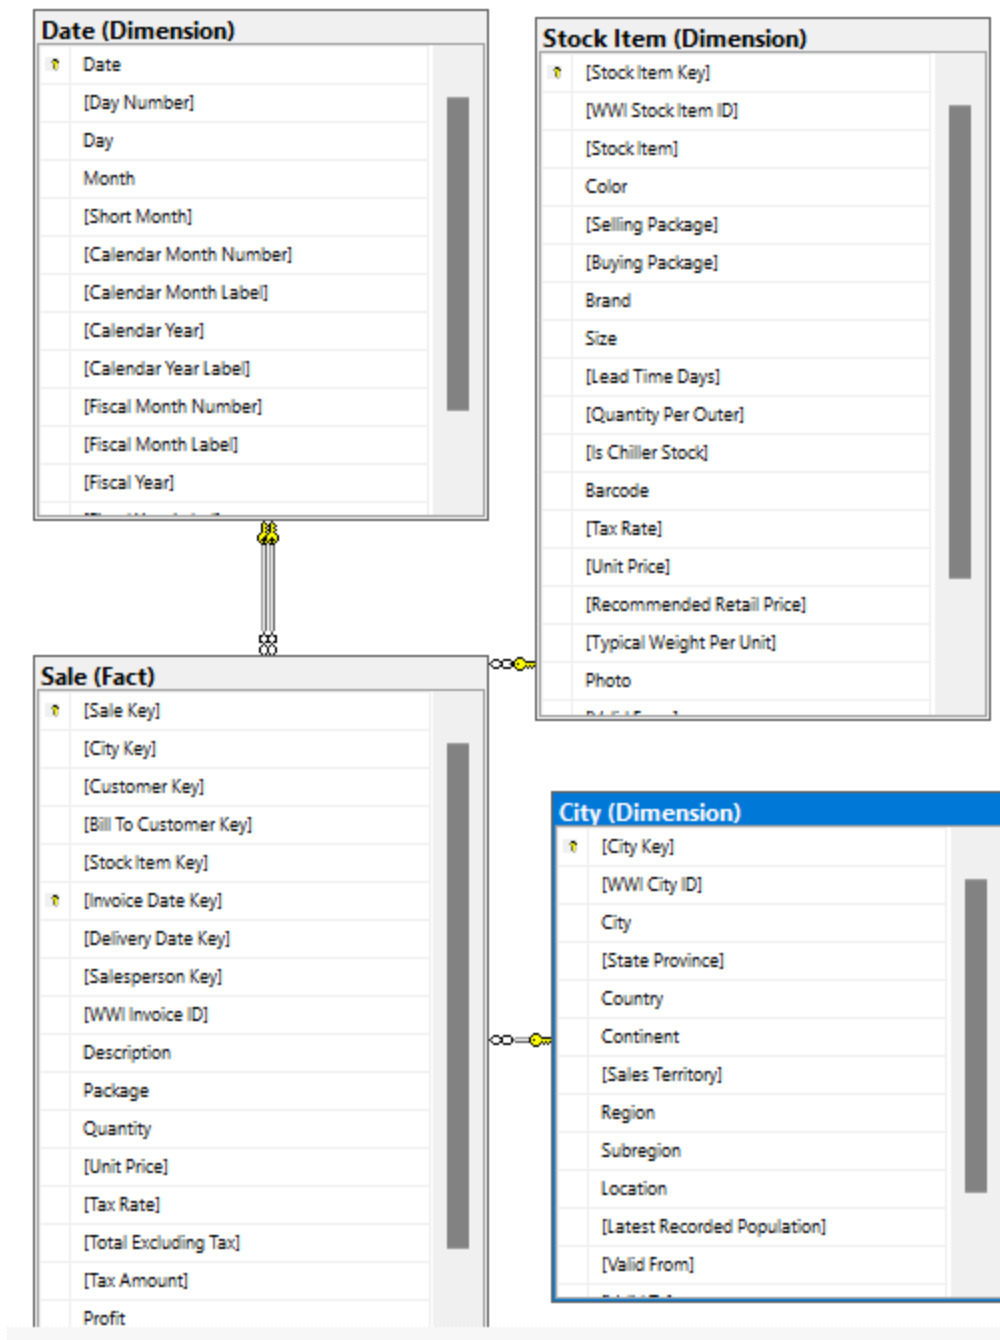 Date (Dimension)
Date
[Day Number]
Day
Month
[Short Month]
[Calendar Month Number]
[Calendar Month Label]
[Calendar Year]
[Calendar Year Label]
[Fiscal Month Number]
[Fiscal Month Label]
[Fiscal Year]
Stock Item (Dimension)
[Stock Item Key]
[WWI Stock Item ID]
[Stock Item]
Color
[Selling Package]
[Buying Package]
Brand
Size
[Lead Time Days]
[Quantity Per Outer]
[Is Chiller Stock]
Barcode
[Tax Rate]
[Unit Price]
[Recommended Retail Price]
[Typical Weight Per Unit]
Photo
Sale (Fact)
[Sale Key]
[City Key]
[Customer Key]
[Bill To Customer Key]
[Stock Item Key]
[Invoice Date Key]
[Delivery Date Key]
[Salesperson Key]
[WWI Invoice ID]
Description
Package
Quantity
[Unit Price]
[Tax Rate]
[Total Excluding Tax]
[Tax Amount]
Profit
City (Dimension)
[City Key]
[WWI City ID]
City
[State Province]
Country
Continent
[Sales Territory]
Region
Subregion
Location
[Latest Recorded Population]
[Valid From]